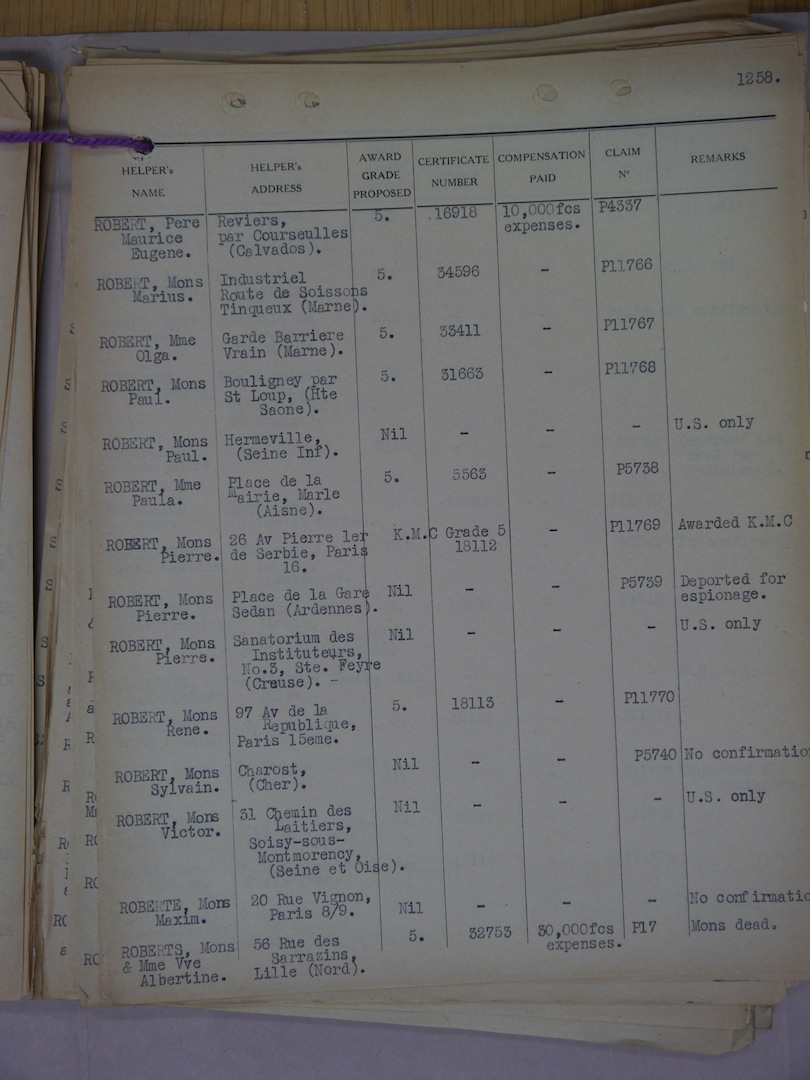 1258.
HELPER's NAME HELPER's ADDRESS AWARD GRADE PROPOSED CERTIFICATE NUMBER COMPENSATION PAID CLAIM Nº REMARKS
ROBERT, Pere Reviers, 5. .16918 10,000fcs P4337
Maurice par Courseulles expenses.
Eugene. (Calvados).
ROBERT, Mons Industriel 5. 34596 - P11766
Marius. Route de Soissons
Tinqueux (Marne).
ROBERT, Mme Garde Barriere 5. 33411 - P11767
Olga. Vrain (Marne).
ROBERT, Mons Bouligney par 5. 31663 - P11768
Paul. St Loup, (Hte
Saone).
ROBERT, Mons Hermeville, Nil - - - U.S. only
Paul. (Seine Inf).
ROBERT, Mme Place de la 5. 5563 - P5738
Paula. Mairie, Marle
(Aisne).
ROBERT, Mons 26 Av Pierre 1er K.M.C Grade 5 - P11769 Awarded K.M.C
Pierre. de Serbie, Paris 18112
16.
ROBERT, Mons Place de la Gare Nil - - P5739 Deported for
Pierre. Sedan (Ardennes). espionage.
ROBERT, Mons Sanatorium des Nil - - - U.S. only
Pierre. Instituteurs,
No.3, Ste. Feyre
(Creuse). -
ROBERT, Mons 97 Av de la 5. 18113 - P11770
Rene. Republique,
Paris 15eme.
ROBERT, Mons Charost, Nil - - P5740 No confirmatio
Sylvain. (Cher).
ROBERT, Mons 31 Chemin des Nil - - - U.S. only
Victor. Laitiers,
Soisy-sous-
Montmorency,
(Seine et Oise).
ROBERTE, Mons 20 Rue Vignon, Nil - - - No confirmatio
Maxim. Paris 8/9.
ROBERTS, Mons 56 Rue des 5. 32753 30,000fcs P17 Mons dead.
& Mme Vve Sarrazins, expenses.
Albertine. Lille (Nord).